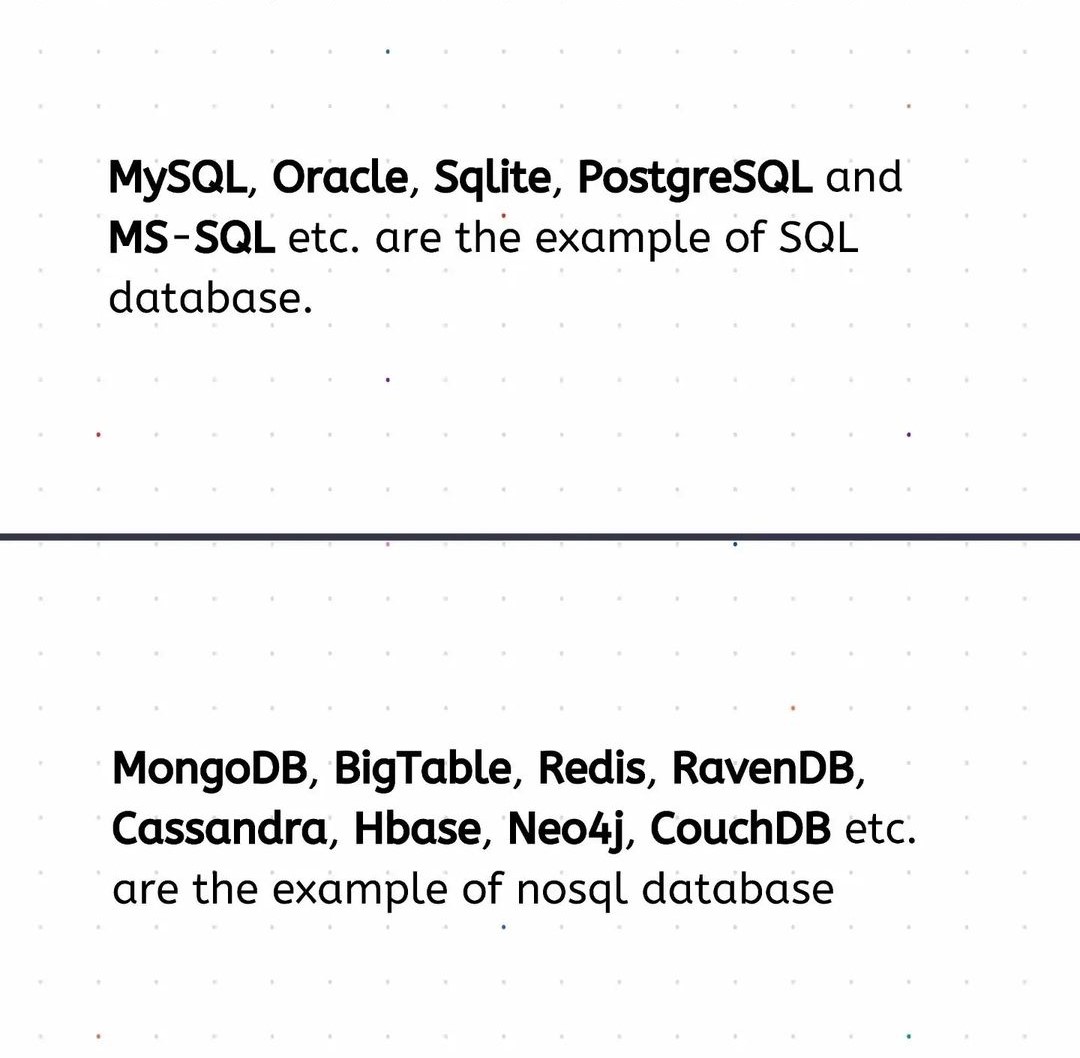 MySQL, Oracle, Sqlite, PostgreSQL and
MS-SQL etc. are the example of SQL
database.
MongoDB, BigTable, Redis, RavenDB,
Cassandra, Hbase, Neo4j, CouchDB etc.
are the example of nosql database